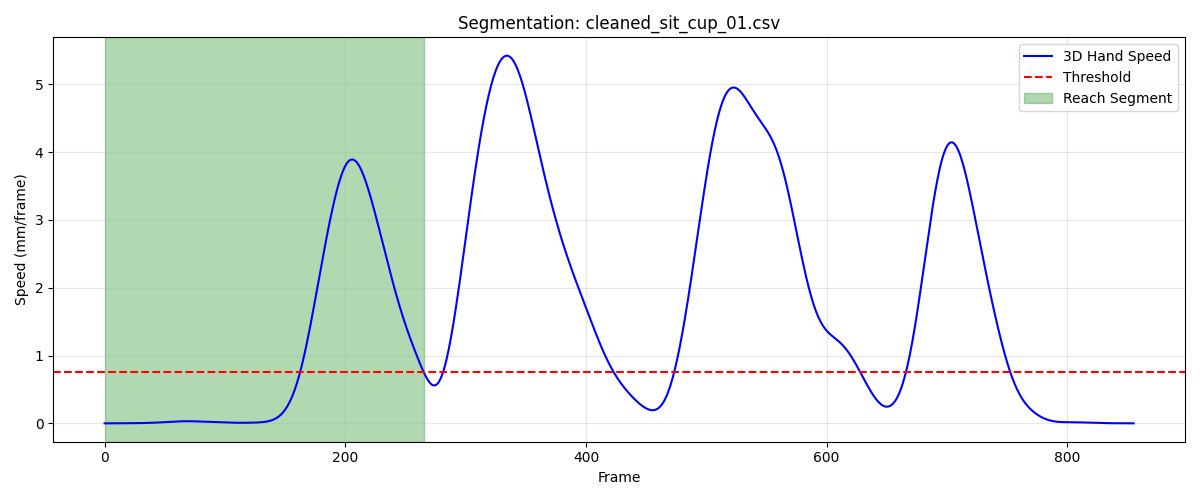 Segmentation: cleaned_sit_cup_01.csv
3D Hand Speed
Threshold
Reach Segment
Speed (mm/frame)
5
4
3
2
1
0
0 200 400 600 800
Frame